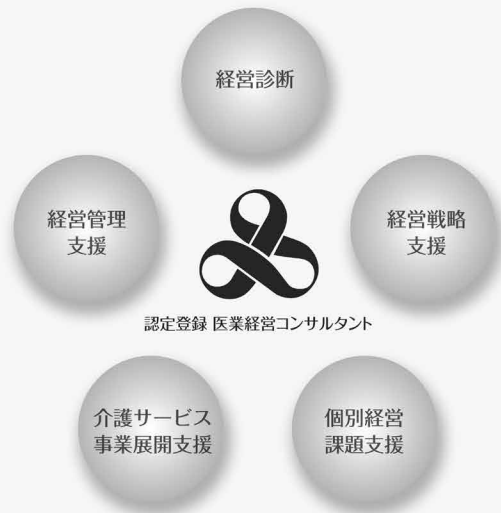 経営診断
経営管理
支援
経営戦略
支援
認定登録 医業経営コンサルタント
介護サービス
事業展開支援
個別経営
課題支援